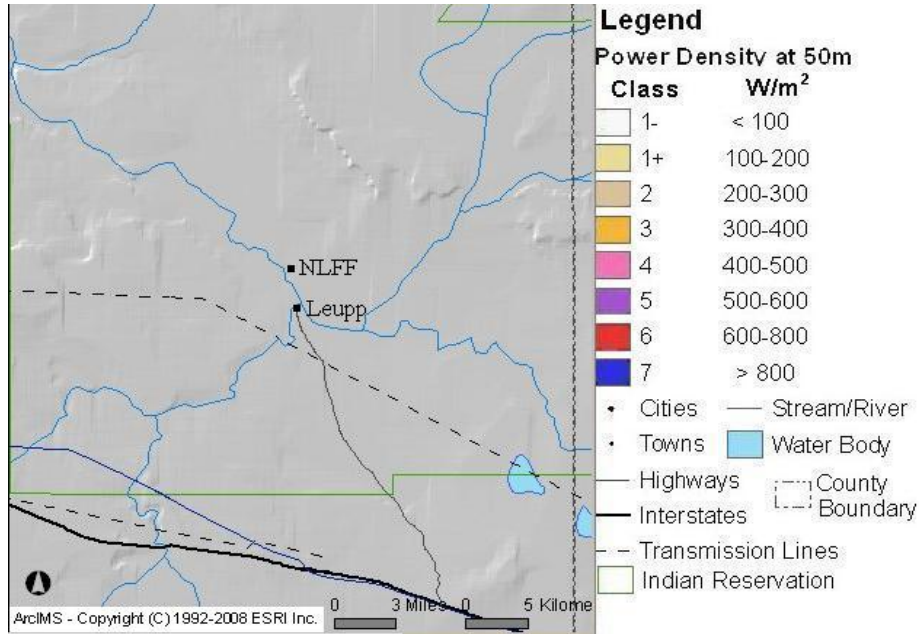 NLFF
Leupp
0 3 Miles 0 5 Kilome
ArcIMS - Copyright (C) 1992-2008 ESRI Inc.
Legend
Power Density at 50m
Class W/m²
1- < 100
1+ 100-200
2 200-300
3 300-400
4 400-500
5 500-600
6 600-800
7 > 800
Cities Stream/River
Towns Water Body
Highways County
Interstates Boundary
Transmission Lines
Indian Reservation